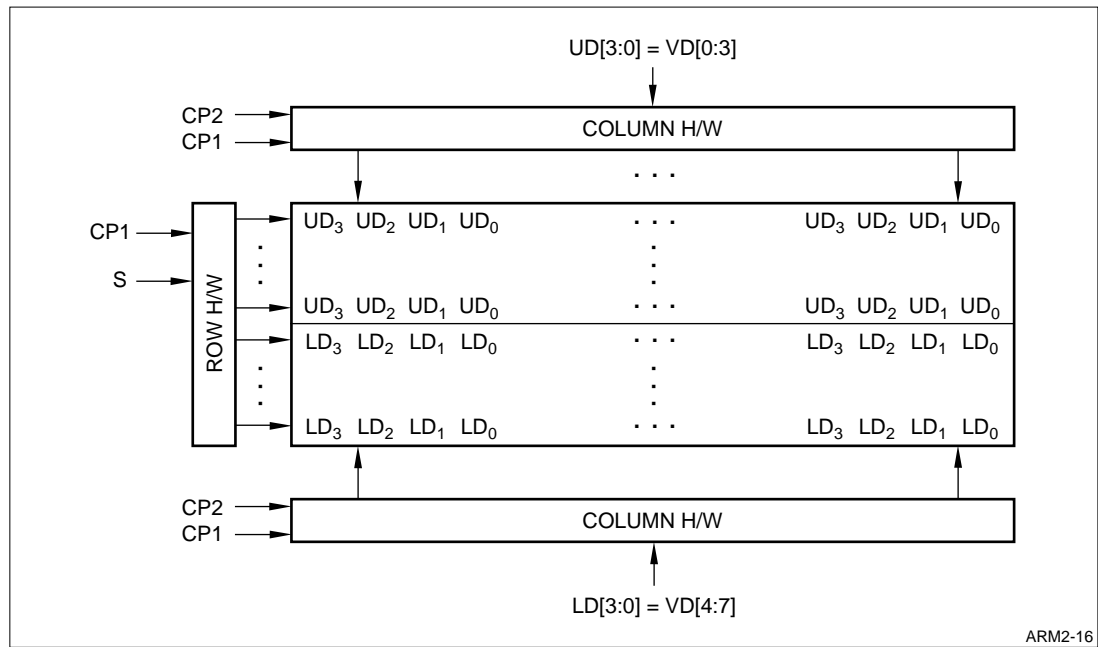 UD[3:0] = VD[0:3]
CP2
CP1
COLUMN H/W
. . .
CP1
S
ROW H/W
UD3 UD2 UD1 UD0 . . . UD3 UD2 UD1 UD0
UD3 UD2 UD1 UD0 . . . UD3 UD2 UD1 UD0
LD3 LD2 LD1 LD0 . . . LD3 LD2 LD1 LD0
LD3 LD2 LD1 LD0 . . . LD3 LD2 LD1 LD0
CP2
CP1
COLUMN H/W
LD[3:0] = VD[4:7]
ARM2-16